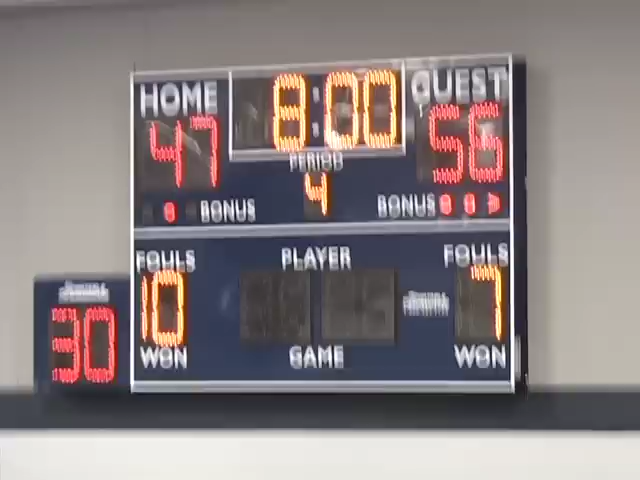 HOME 8:00 GUEST
47 PERIOD 56
4
BONUS BONUS
FOULS PLAYER FOULS
10 7
30
WON GAME WON